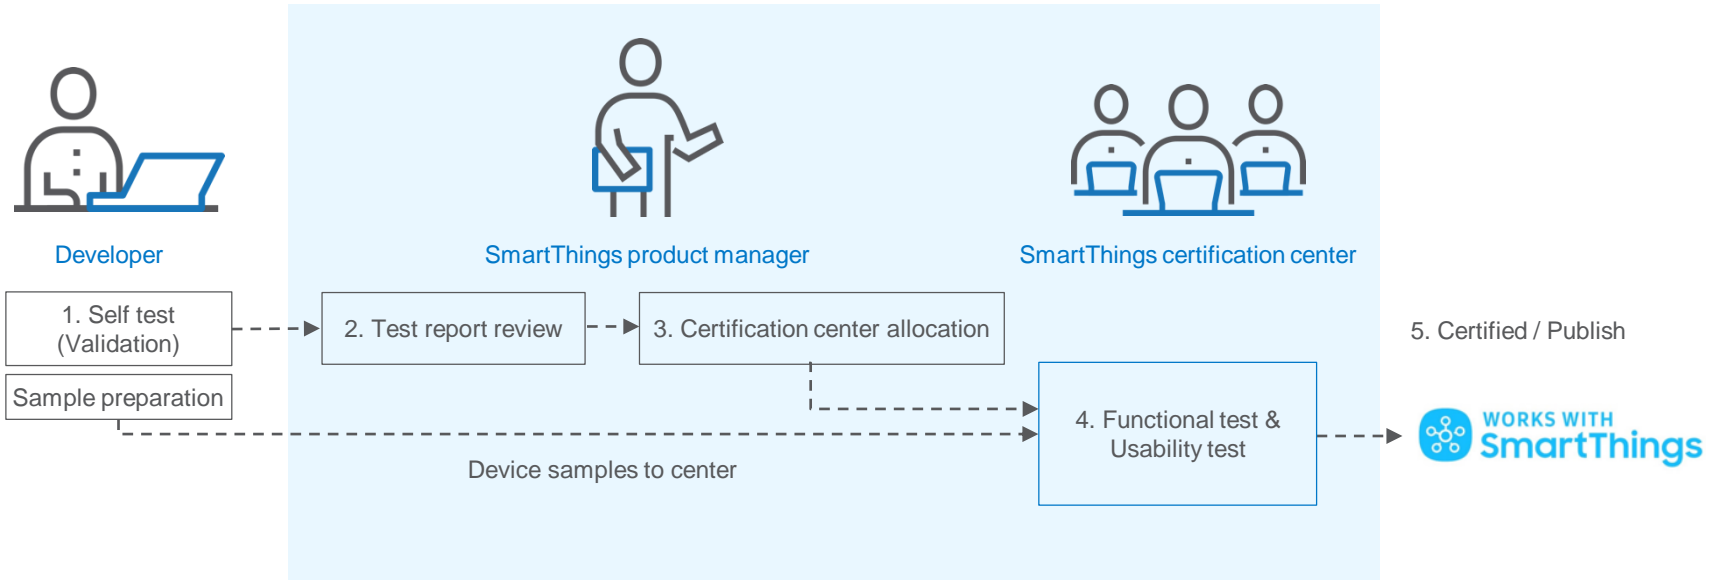 Developer
SmartThings product manager
SmartThings certification center
1. Self test
(Validation)
2. Test report review
3. Certification center allocation
5. Certified / Publish
Sample preparation
4. Functional test &
Usability test
WORKS WITH
SmartThings
Device samples to center